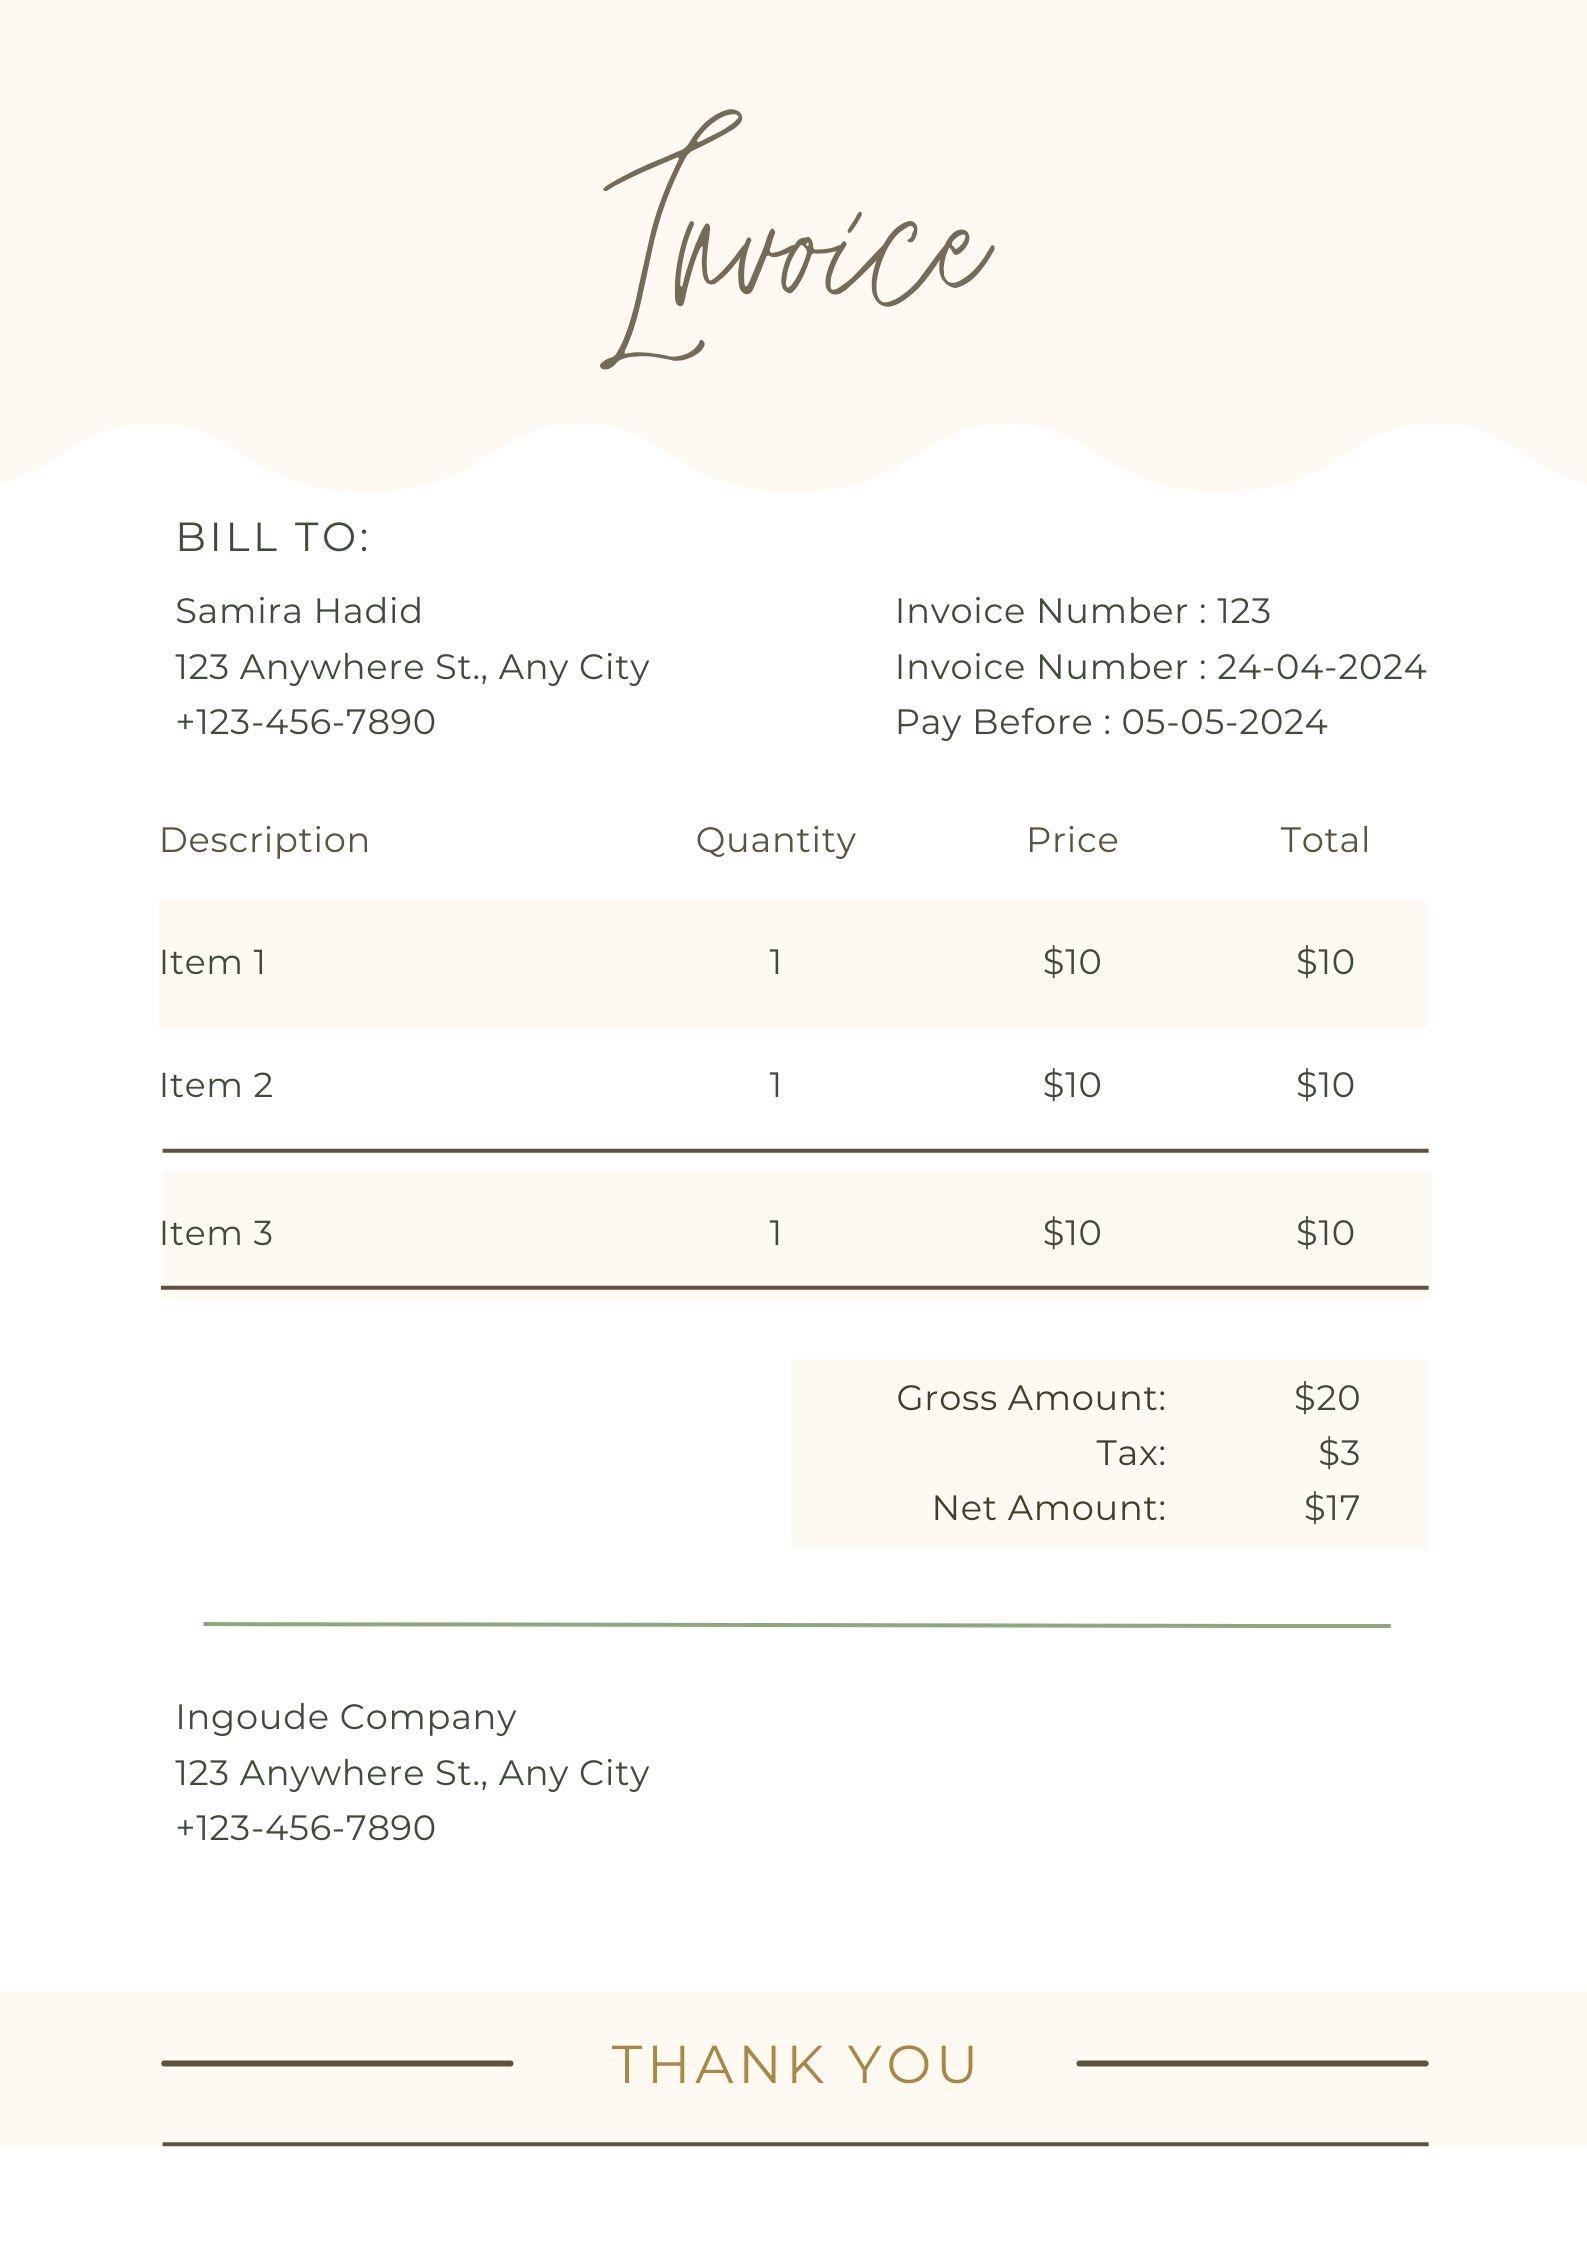 Invoice
BILL TO:
Samira Hadid
123 Anywhere St., Any City
+123-456-7890
Invoice Number : 123
Invoice Number : 24-04-2024
Pay Before : 05-05-2024
Description Quantity Price Total
Item 1 1 $10 $10
Item 2 1 $10 $10
Item 3 1 $10 $10
Gross Amount: $20
Tax: $3
Net Amount: $17
Ingoude Company
123 Anywhere St., Any City
+123-456-7890
THANK YOU